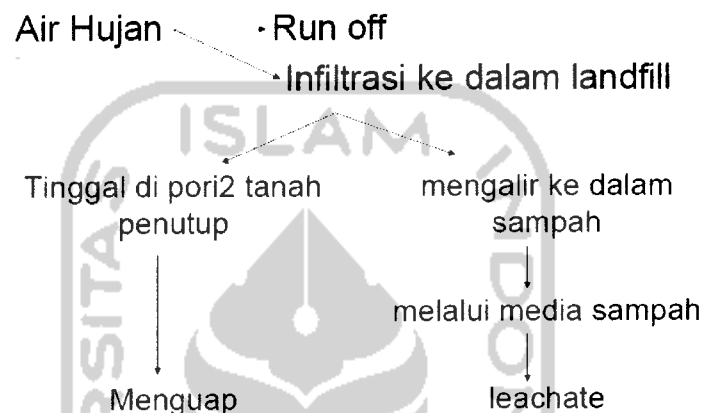 Air Hujan
Run off
Infiltrasi ke dalam landfill
ISLAM
Tinggal di pori2 tanah
penutup
mengalir ke dalam
sampah
melalui media sampah
Menguap
leachate